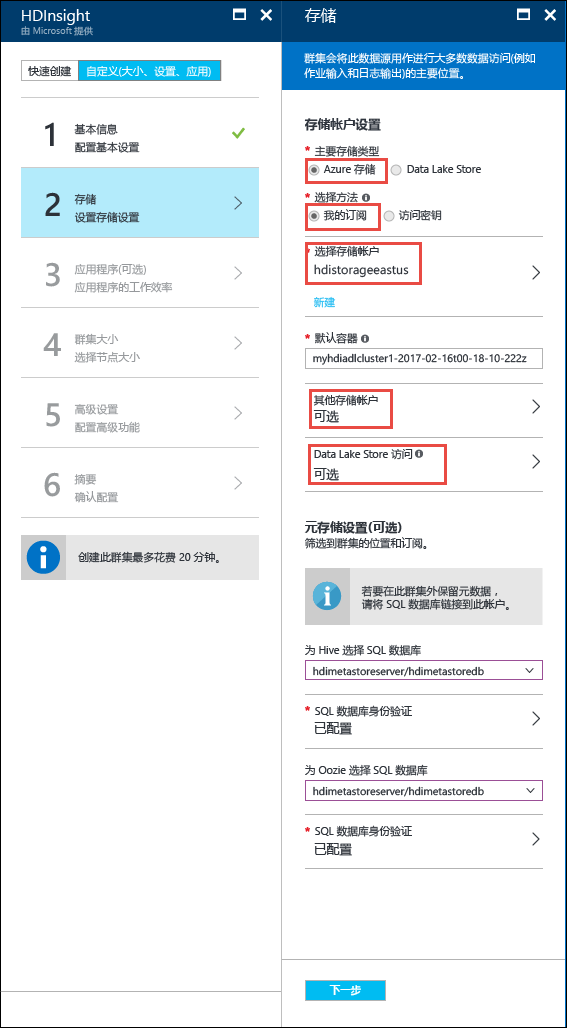 HDInsight
由 Microsoft 提供
快速创建
自定义(大小、设置、应用)
1
基本信息
配置基本设置
2
存储
设置存储设置
3
应用程序(可选)
应用程序的工作效率
4
群集大小
选择节点大小
5
高级设置
配置高级功能
6
摘要
确认配置
创建此群集最多花费 20 分钟。
存储
群集会将此数据源用作进行大多数数据访问(例如
作业输入和日志输出)的主要位置。
存储帐户设置
* 主要存储类型
Azure 存储
Data Lake Store
* 选择方法
我的订阅
访问密钥
* 选择存储帐户
hdistorageeastus
新建
* 默认容器
myhdiadlcluster1-2017-02-16t00-18-10-222z
其他存储帐户
可选
Data Lake Store 访问
可选
元存储设置(可选)
筛选到群集的位置和订阅。
若要在此群集外保留元数据，
请将 SQL 数据库链接到此帐户。
为 Hive 选择 SQL 数据库
hdimetastoreserver/hdimetastoredb
* SQL 数据库身份验证
已配置
为 Oozie 选择 SQL 数据库
hdimetastoreserver/hdimetastoredb
* SQL 数据库身份验证
已配置
下一步